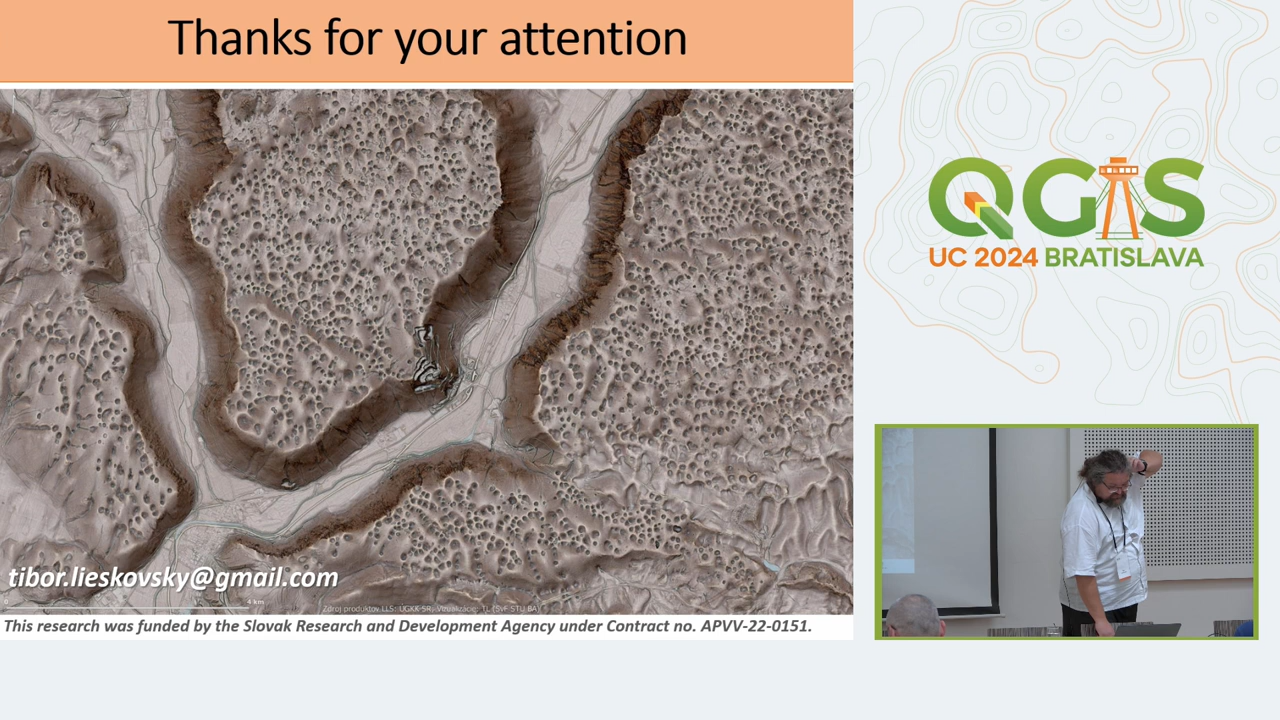 Thanks for your attention
tibor.lieskovsky@gmail.com
4 km
Zdroj produktov LLS: ÚGKK SR, Vizualizácie: TL (SvF STU BA)
This research was funded by the Slovak Research and Development Agency under Contract no. APVV-22-0151.
QGIS
UC 2024 BRATISLAVA